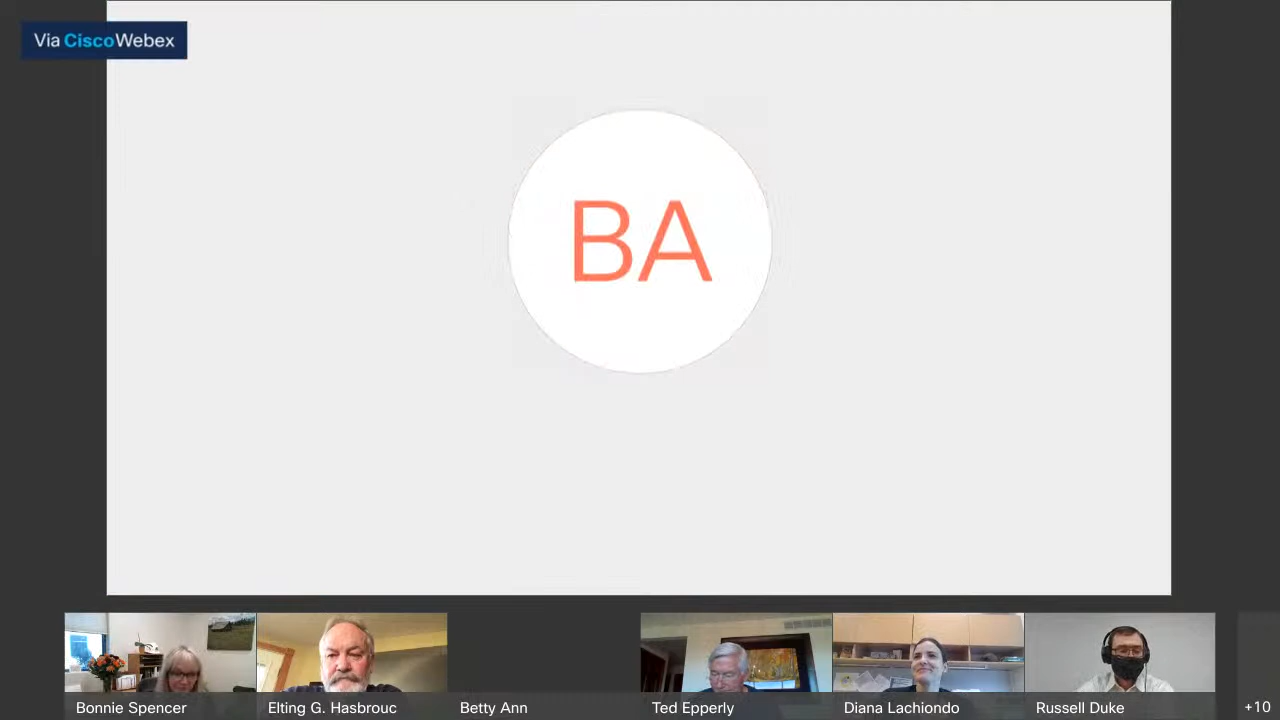 Via Cisco Webex
BA
Bonnie Spencer
Elting G. Hasbrouc
Betty Ann
Ted Epperly
Diana Lachiondo
Russell Duke
+10